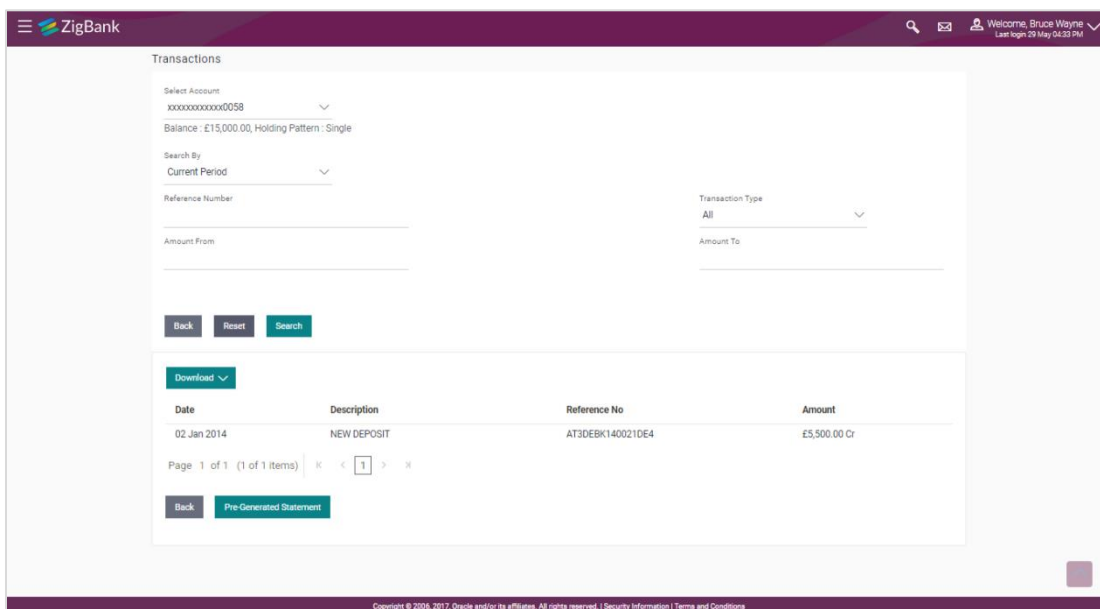 ZigBank
Welcome, Bruce Wayne
Last login 29 May 04:33 PM
Transactions
Select Account
xxxxxxxxxxxx0058
Balance : £15,000.00, Holding Pattern : Single
Search By
Current Period
Reference Number
Transaction Type
All
Amount From
Amount To
Back Reset Search
Download
Date Description Reference No Amount
02 Jan 2014 NEW DEPOSIT AT3DEBK140021DE4 £5,500.00 Cr
Page 1 of 1 (1 of 1 items) K < 1 > X
Back Pre-Generated Statement
Copyright © 2006, 2017, Oracle and/or its affiliates. All rights reserved. | Security Information | Terms and Conditions